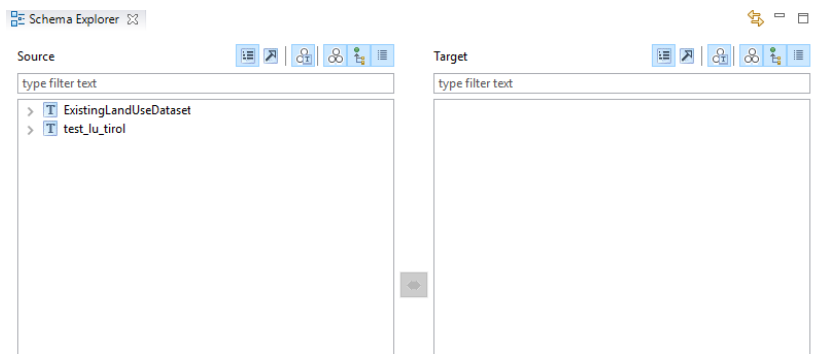 Schema Explorer
Source
Target
type filter text
type filter text
T ExistingLandUseDataset
T test_lu_tirol